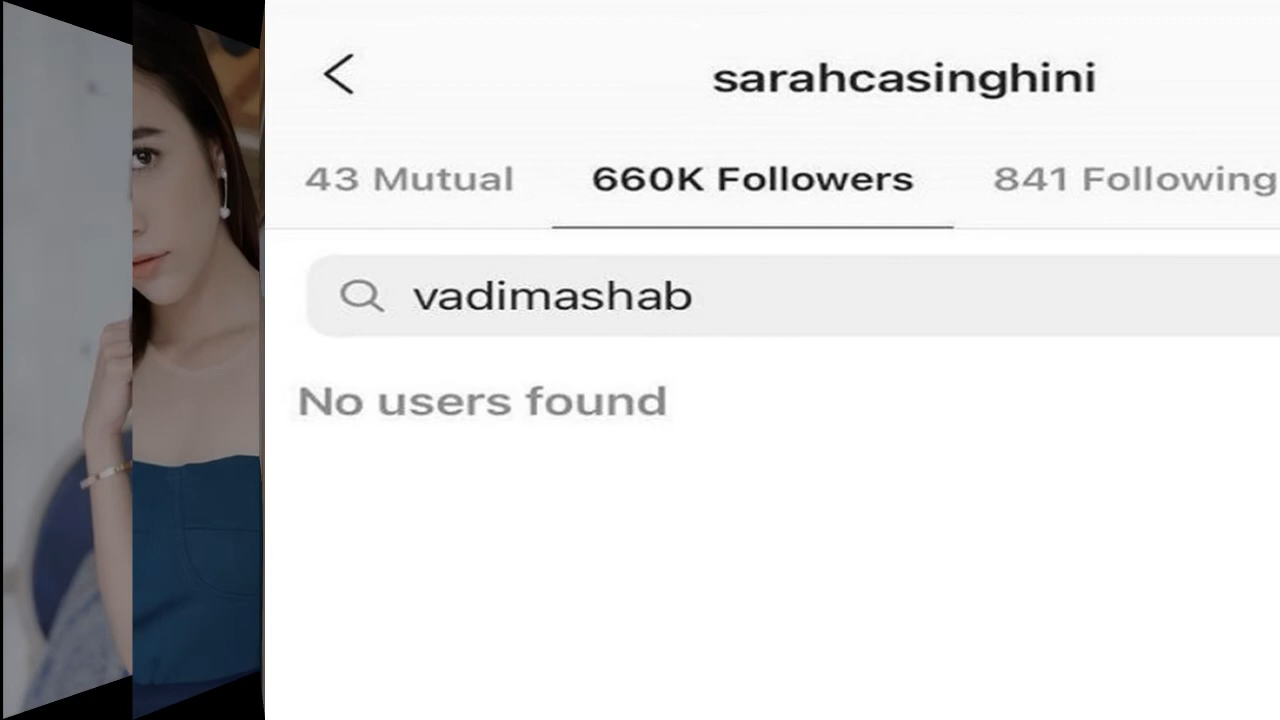 sarahcasinghini
43 Mutual 660K Followers 841 Following
vadimashab
No users found